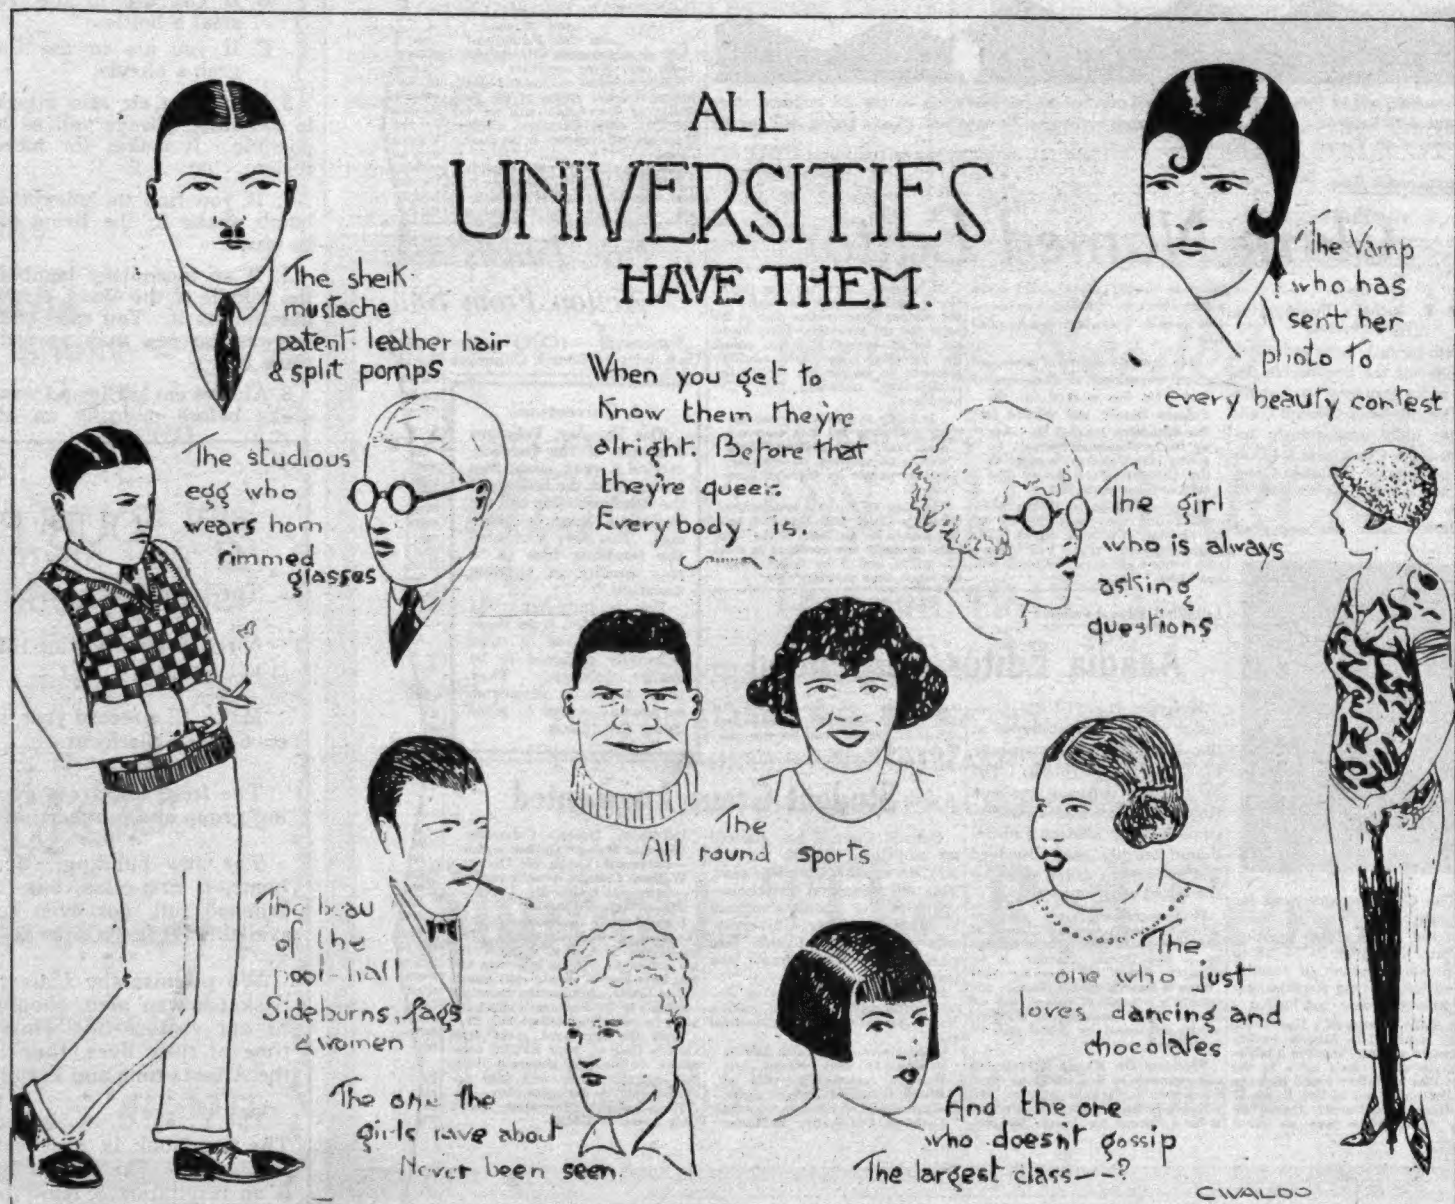 ALL
UNIVERSITIES
HAVE THEM.
The sheik
mustache
patent leather hair
& split pomps
The Vamp
who has
sent her
photo to
every beauty contest
When you get to
Know them they're
alright. Before that
they're queer.
Everybody is.
The studious
egg who
wears horn
rimmed
glasses
The girl
who is always
asking
questions
The
All round sports
The beau
of the
pool-hall
Sideburns, fags
& women
The
one who just
loves dancing and
chocolates
The one the
girls rave about
Never been seen.
And the one
who doesn't gossip
The largest class--?